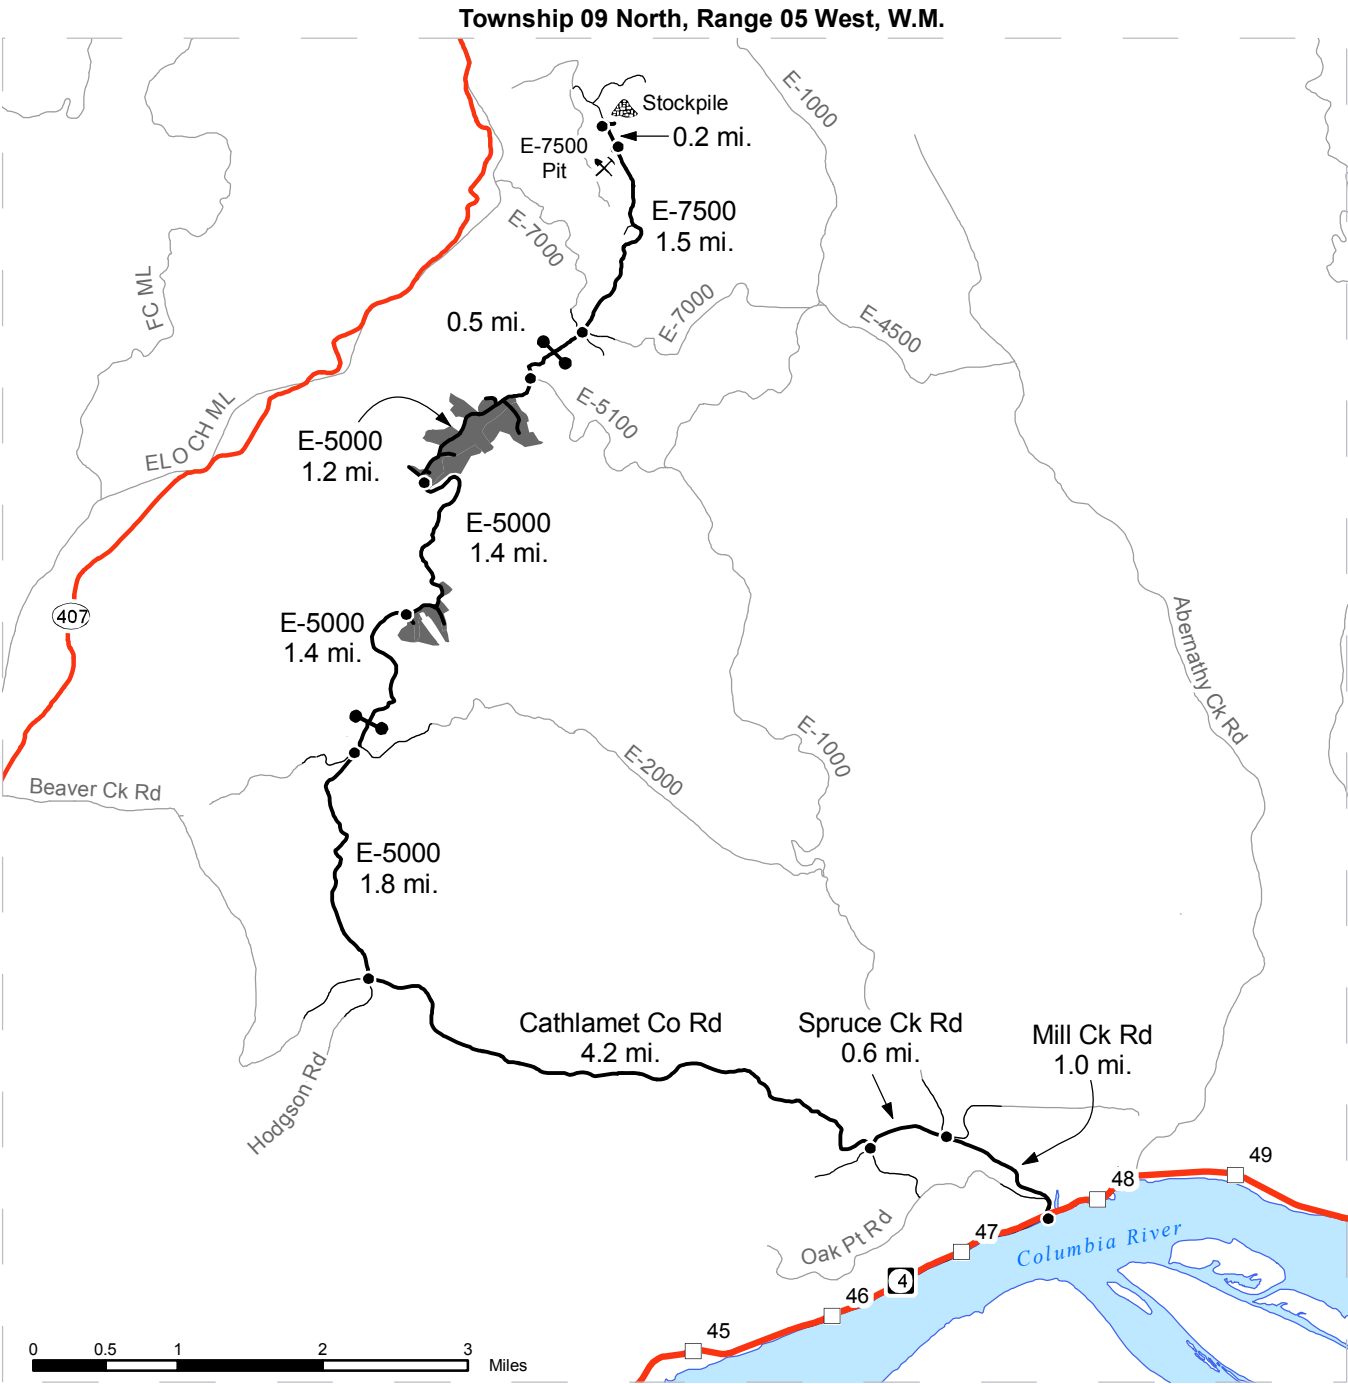 Township 09 North, Range 05 West, W.M.
E-1000
Stockpile
0.2 mi.
E-7500
Pit
E-7500
1.5 mi.
E-7000
FC ML
E-7000
0.5 mi.
E-4500
E-5100
ELOCH ML
E-5000
1.2 mi.
E-5000
1.4 mi.
407
E-5000
1.4 mi.
Abernathy Ck Rd
E-1000
E-2000
Beaver Ck Rd
E-5000
1.8 mi.
Cathlamet Co Rd
4.2 mi.
Spruce Ck Rd
0.6 mi.
Mill Ck Rd
1.0 mi.
Hodgson Rd
49
48
47
Columbia River
Oak Pt Rd
4
46
45
0 0.5 1 2 3
Miles